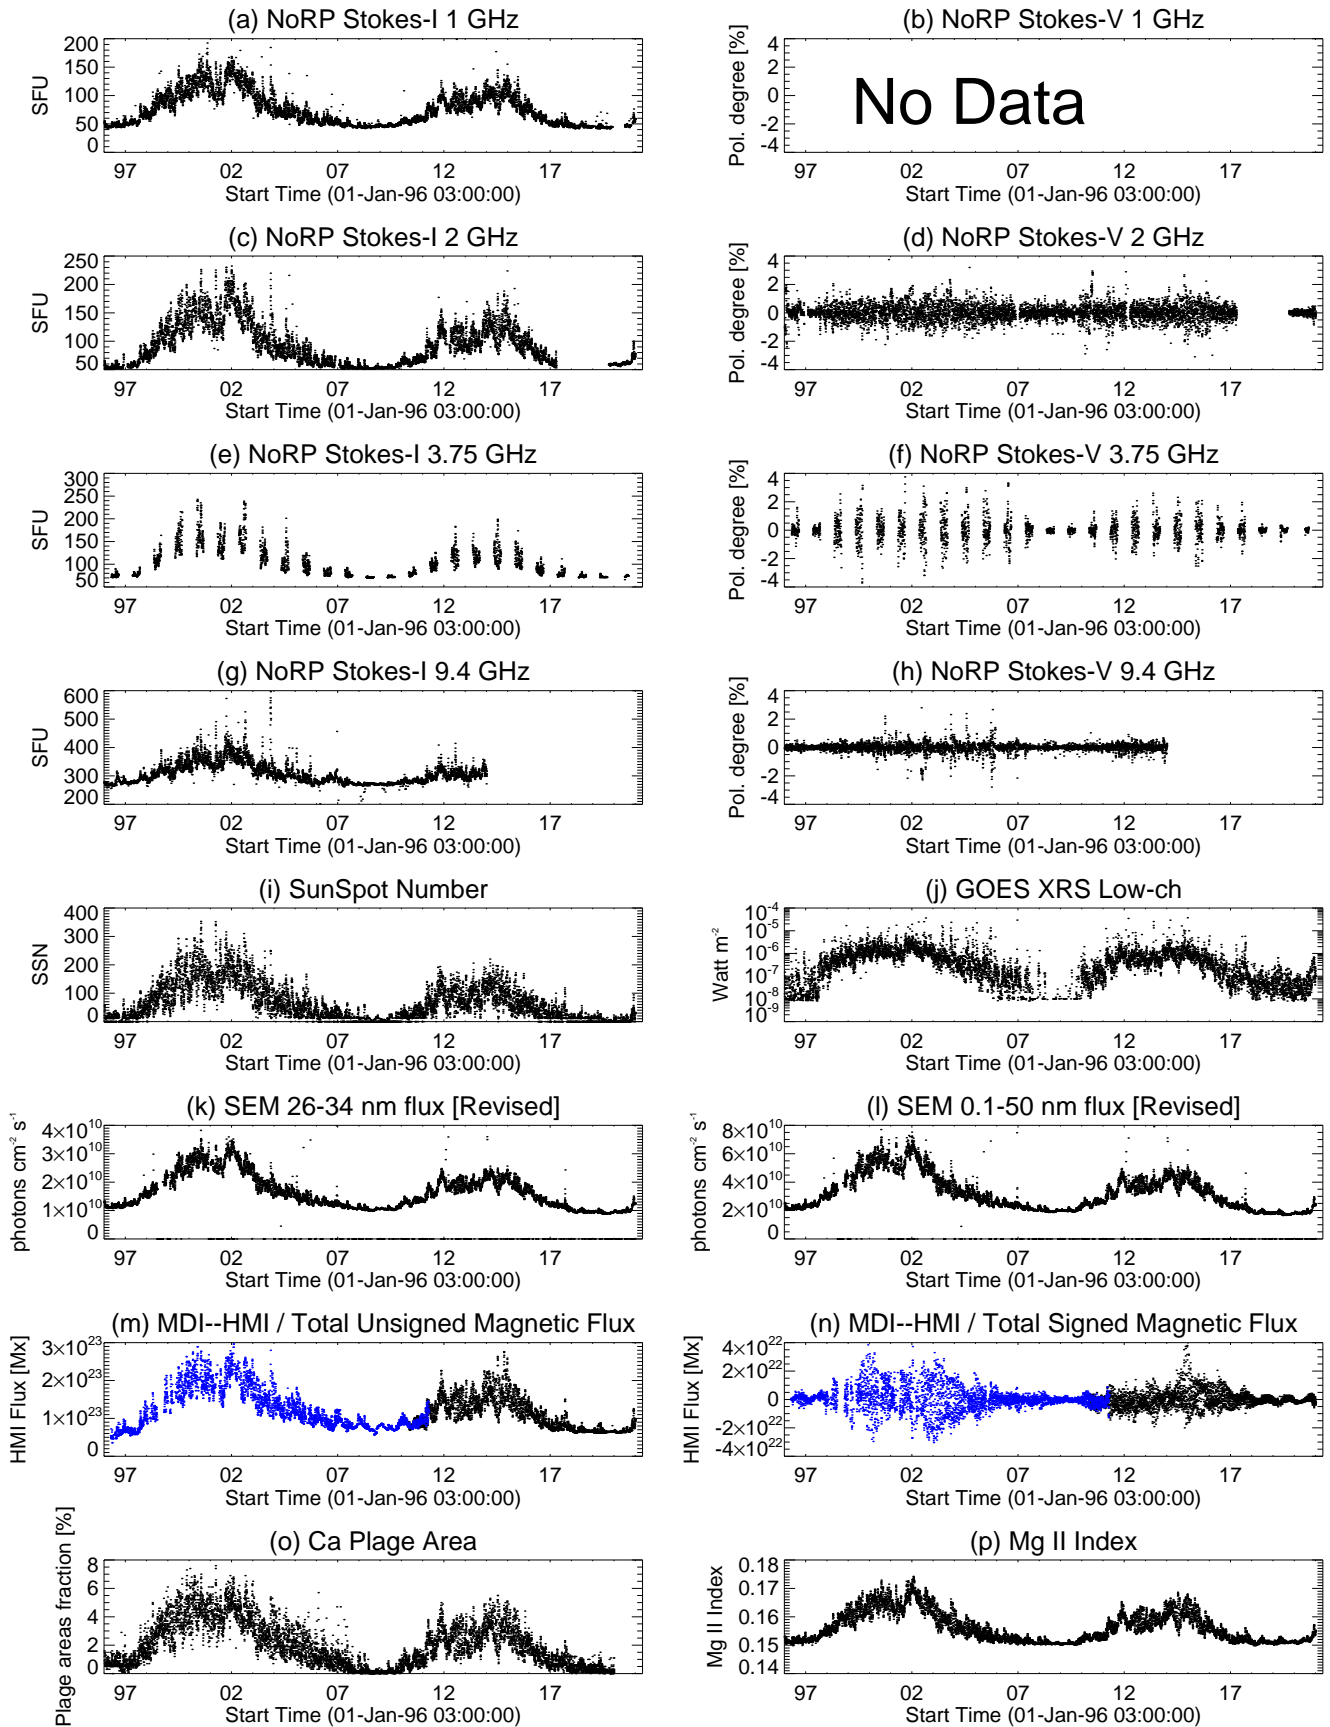 (a) NoRP Stokes-I 1 GHz
SFU
200
150
100
50
0
97 02 07 12 17
Start Time (01-Jan-96 03:00:00)
(b) NoRP Stokes-V 1 GHz
Pol. degree [%]
4
2
0
-2
-4
No Data
97 02 07 12 17
Start Time (01-Jan-96 03:00:00)
(c) NoRP Stokes-I 2 GHz
SFU
250
200
150
100
50
97 02 07 12 17
Start Time (01-Jan-96 03:00:00)
(d) NoRP Stokes-V 2 GHz
Pol. degree [%]
4
2
0
-2
-4
97 02 07 12 17
Start Time (01-Jan-96 03:00:00)
(e) NoRP Stokes-I 3.75 GHz
SFU
300
250
200
150
100
50
97 02 07 12 17
Start Time (01-Jan-96 03:00:00)
(f) NoRP Stokes-V 3.75 GHz
Pol. degree [%]
4
2
0
-2
-4
97 02 07 12 17
Start Time (01-Jan-96 03:00:00)
(g) NoRP Stokes-I 9.4 GHz
SFU
600
500
400
300
200
97 02 07 12 17
Start Time (01-Jan-96 03:00:00)
(h) NoRP Stokes-V 9.4 GHz
Pol. degree [%]
4
2
0
-2
-4
97 02 07 12 17
Start Time (01-Jan-96 03:00:00)
(i) SunSpot Number
SSN
400
300
200
100
0
97 02 07 12 17
Start Time (01-Jan-96 03:00:00)
(j) GOES XRS Low-ch
Watt m⁻²
10⁻⁴
10⁻⁵
10⁻⁶
10⁻⁷
10⁻⁸
10⁻⁹
97 02 07 12 17
Start Time (01-Jan-96 03:00:00)
(k) SEM 26-34 nm flux [Revised]
photons cm⁻² s⁻¹
4×10¹⁰
3×10¹⁰
2×10¹⁰
1×10¹⁰
0
97 02 07 12 17
Start Time (01-Jan-96 03:00:00)
(l) SEM 0.1-50 nm flux [Revised]
photons cm⁻² s⁻¹
8×10¹⁰
6×10¹⁰
4×10¹⁰
2×10¹⁰
0
97 02 07 12 17
Start Time (01-Jan-96 03:00:00)
(m) MDI--HMI / Total Unsigned Magnetic Flux
HMI Flux [Mx]
3×10²³
2×10²³
1×10²³
0
97 02 07 12 17
Start Time (01-Jan-96 03:00:00)
(n) MDI--HMI / Total Signed Magnetic Flux
HMI Flux [Mx]
4×10²²
2×10²²
0
-2×10²²
-4×10²²
97 02 07 12 17
Start Time (01-Jan-96 03:00:00)
(o) Ca Plage Area
Plage areas fraction [%]
8
6
4
2
0
97 02 07 12 17
Start Time (01-Jan-96 03:00:00)
(p) Mg II Index
Mg II Index
0.18
0.17
0.16
0.15
0.14
97 02 07 12 17
Start Time (01-Jan-96 03:00:00)